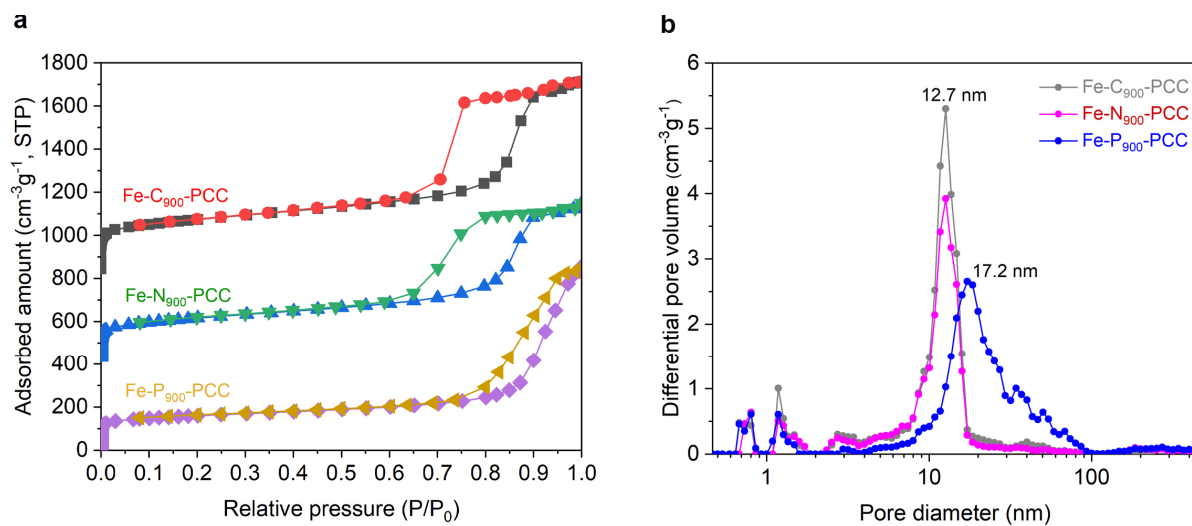 a
1800
1600
1400
1200
1000
800
600
400
200
0
Adsorbed amount (cm⁻³g⁻¹, STP)
Fe-C₉₀₀-PCC
Fe-N₉₀₀-PCC
Fe-P₉₀₀-PCC
0.0 0.1 0.2 0.3 0.4 0.5 0.6 0.7 0.8 0.9 1.0
Relative pressure (P/P₀)
b
6
5
4
3
2
1
0
Differential pore volume (cm⁻³g⁻¹)
Fe-C₉₀₀-PCC
Fe-N₉₀₀-PCC
Fe-P₉₀₀-PCC
12.7 nm
17.2 nm
1 10 100
Pore diameter (nm)